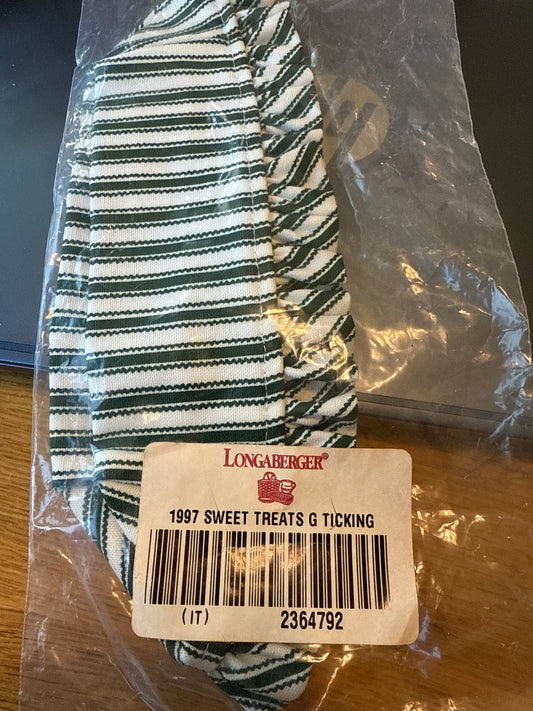 LONGABERGER®
1997 SWEET TREATS G TICKING
(IT) 2364792